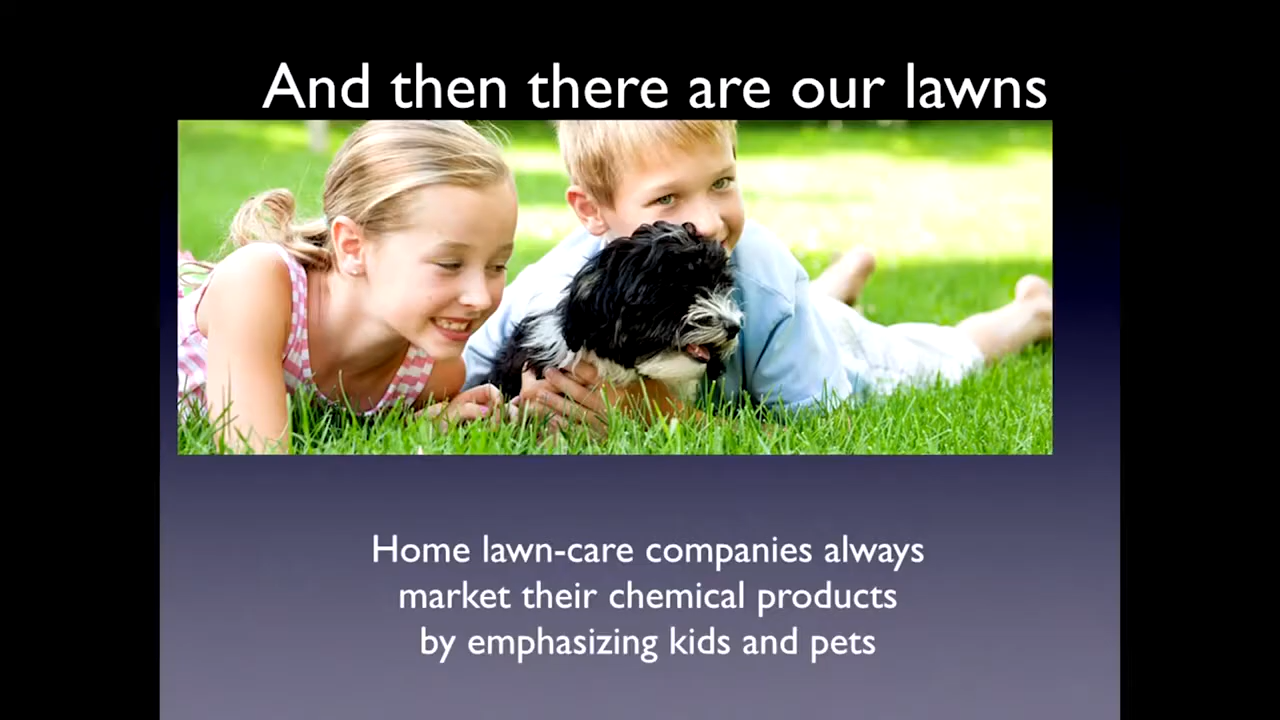 And then there are our lawns
Home lawn-care companies always
market their chemical products
by emphasizing kids and pets